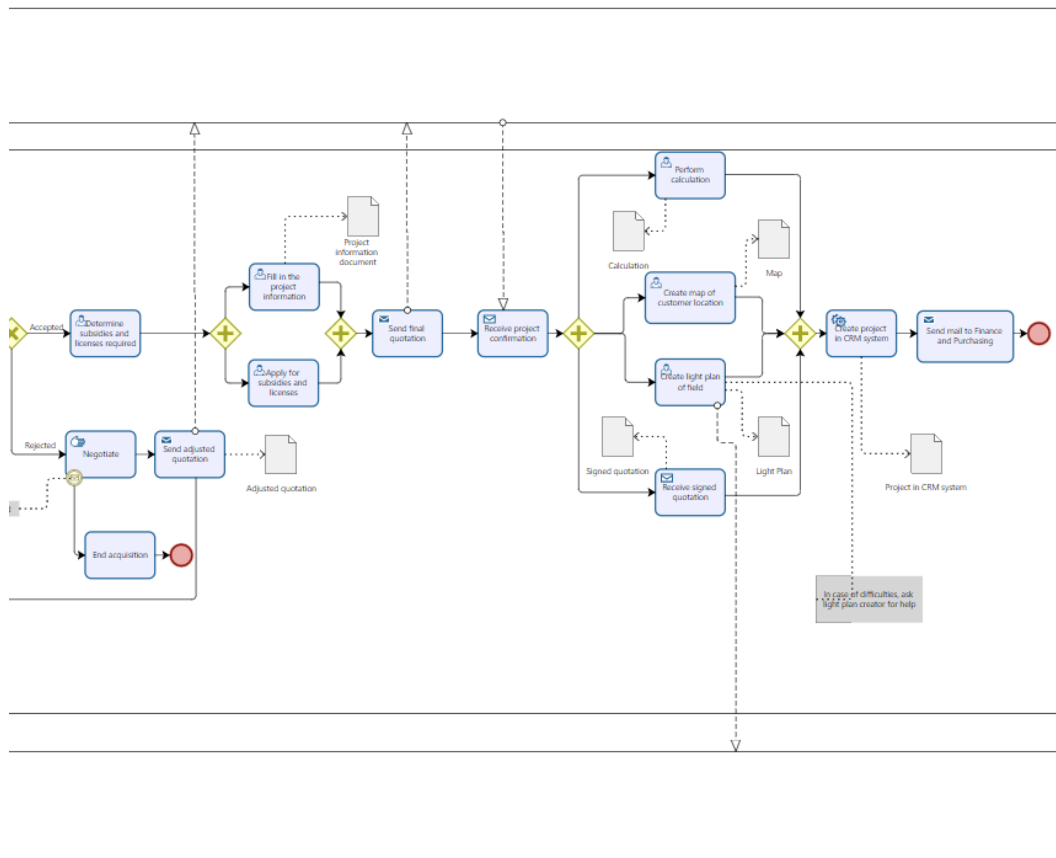 Perform
calculation
Project
information
document
Calculation
Map
Fill in the
project
information
Create map of
customer location
Accepted
Determine
subsidies and
licenses required
Send final
quotation
Receive project
confirmation
Create project
in CRM system
Send mail to Finance
and Purchasing
Apply for
subsidies and
licenses
Create light plan
of field
Rejected
Negotiate
Send adjusted
quotation
Adjusted quotation
Signed quotation
Light Plan
Project in CRM system
Receive signed
quotation
End acquisition
In case of difficulties, ask
light plan creator for help